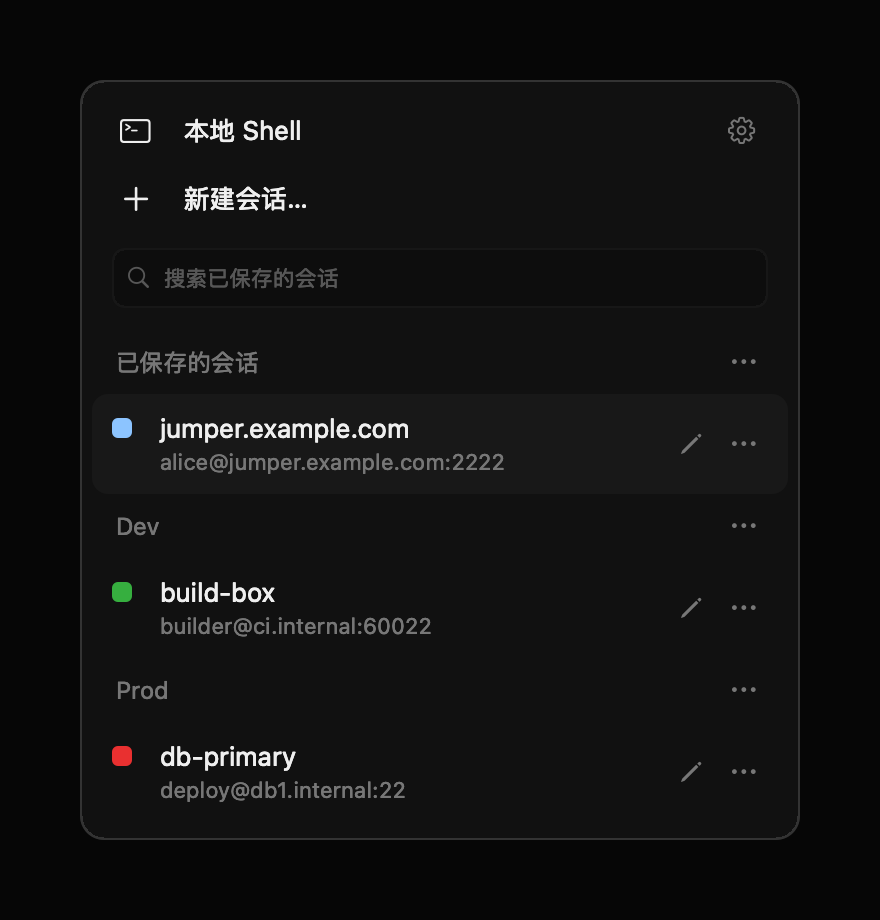 本地 Shell
新建会话...
搜索已保存的会话
已保存的会话
jumper.example.com
alice@jumper.example.com:2222
Dev
build-box
builder@ci.internal:60022
Prod
db-primary
deploy@db1.internal:22